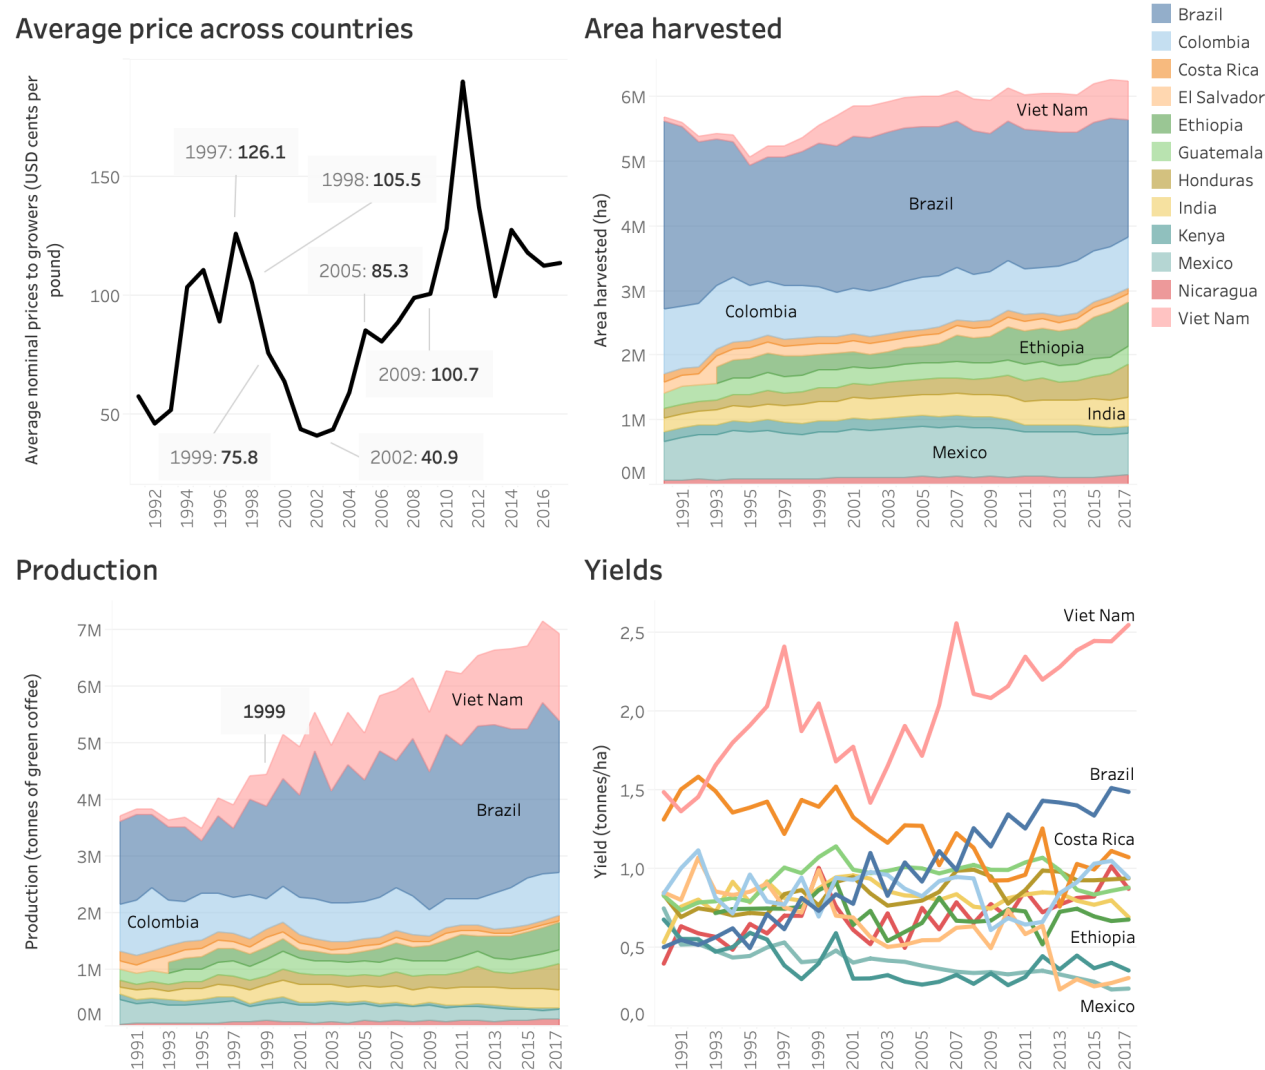 Average price across countries
Average nominal prices to growers (USD cents per
pound)
150
100
50
1997: 126.1
1998: 105.5
2005: 85.3
2009: 100.7
1999: 75.8
2002: 40.9
1992
1994
1996
1998
2000
2002
2004
2006
2008
2010
2012
2014
2016
Area harvested
Area harvested (ha)
6M
5M
4M
3M
2M
1M
0M
Viet Nam
Brazil
Colombia
Ethiopia
India
Mexico
1991
1993
1995
1997
1999
2001
2003
2005
2007
2009
2011
2013
2015
2017
Brazil
Colombia
Costa Rica
El Salvador
Ethiopia
Guatemala
Honduras
India
Kenya
Mexico
Nicaragua
Viet Nam
Production
Production (tonnes of green coffee)
7M
6M
5M
4M
3M
2M
1M
0M
1999
Viet Nam
Brazil
Colombia
1991
1993
1995
1997
1999
2001
2003
2005
2007
2009
2011
2013
2015
2017
Yields
Yield (tonnes/ha)
2,5
2,0
1,5
1,0
0,5
0,0
Viet Nam
Brazil
Costa Rica
Ethiopia
Mexico
1991
1993
1995
1997
1999
2001
2003
2005
2007
2009
2011
2013
2015
2017